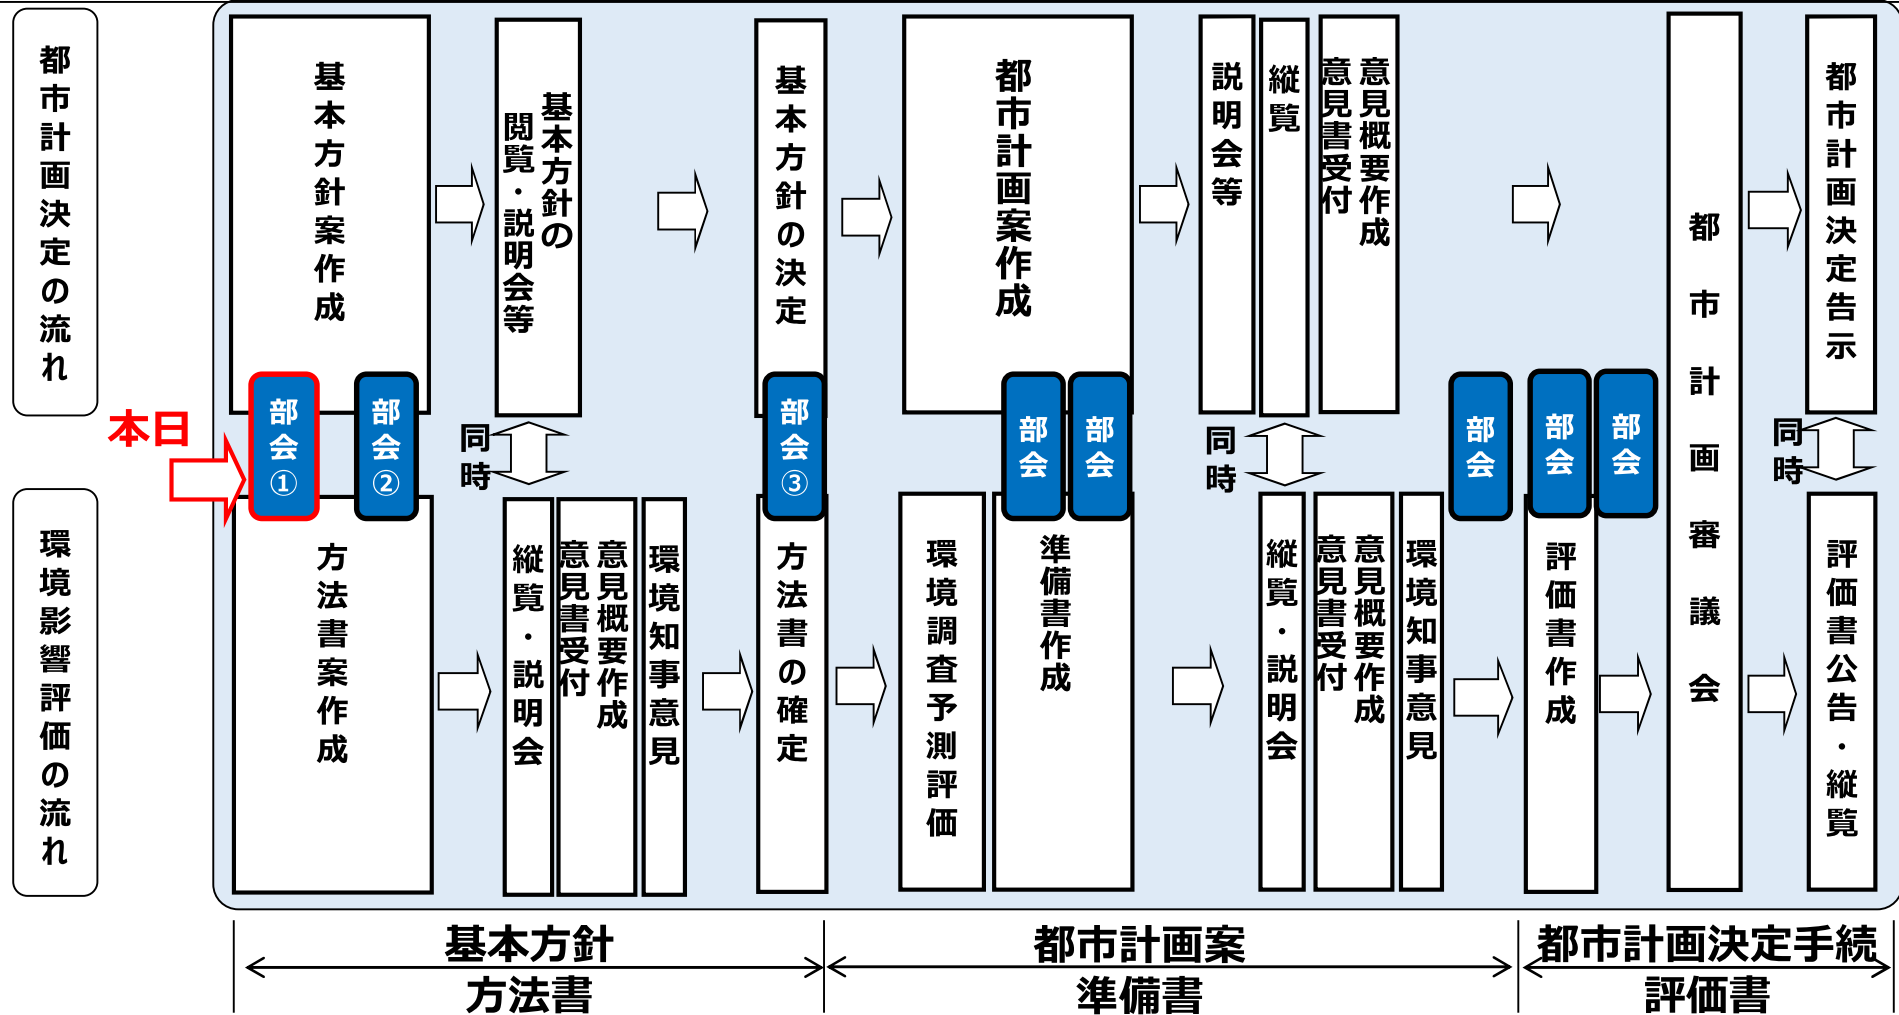 都市計画決定の流れ
基本方針案作成
基本方針の
閲覧・説明会等
基本方針の決定
都市計画案作成
説明会等
縦覧
意見概要作成
意見書受付
都市計画審議会
都市計画決定告示
本日
部会①
部会②
同時
部会③
部会
部会
同時
部会
部会
部会
同時
環境影響評価の流れ
方法書案作成
縦覧・説明会
意見概要作成
意見書受付
環境知事意見
方法書の確定
環境調査予測評価
準備書作成
縦覧・説明会
意見概要作成
意見書受付
環境知事意見
評価書作成
評価書公告・縦覧
基本方針
方法書
都市計画案
準備書
都市計画決定手続
評価書